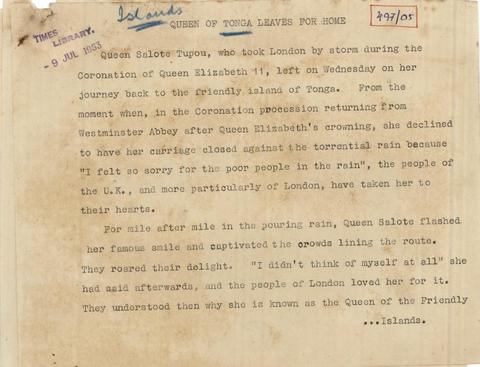 Islands
QUEEN OF TONGA LEAVES FOR HOME
497/05
TIMES
LIBRARY.
- 9 JUL 1953
Queen Salote Tupou, who took London by storm during the
Coronation of Queen Elizabeth 11, left on Wednesday on her
journey back to the friendly island of Tonga. From the
moment when, in the Coronation procession returning from
Westminster Abbey after Queen Elizabeth's crowning, she declined
to have her carriage closed against the torrential rain because
"I felt so sorry for the poor people in the rain", the people of
the U.K., and more particularly of London, have taken her to
their hearts.
For mile after mile in the pouring rain, Queen Salote flashed
her famous smile and captivated the crowds lining the route.
They roared their delight. "I didn't think of myself at all" she
had said afterwards, and the people of London loved her for it.
They understood then why she is known as the Queen of the Friendly
...Islands.